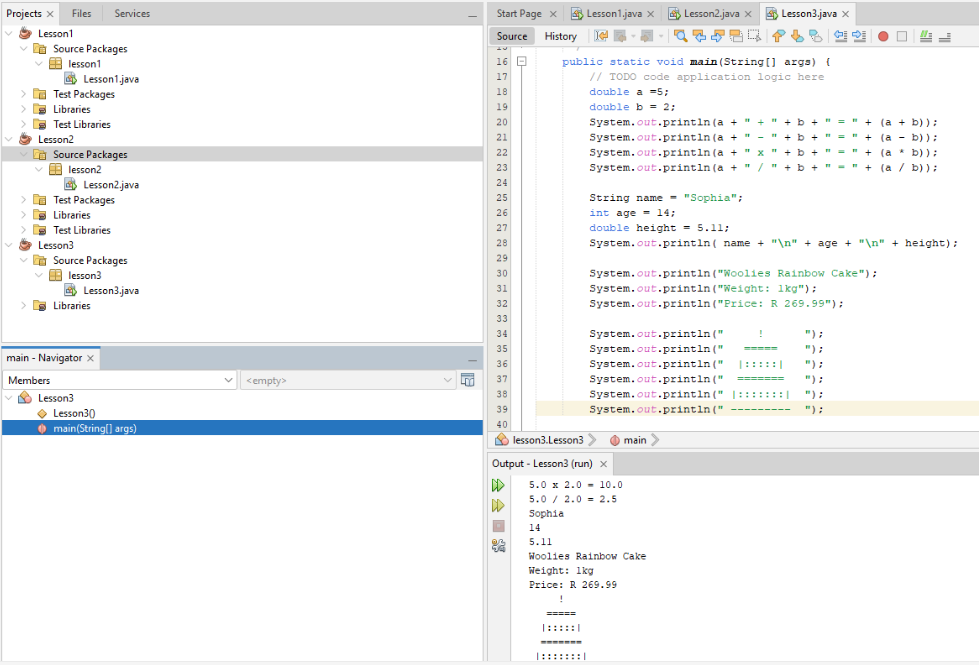 Projects × Files Services
Lesson1
Source Packages
lesson1
Lesson1.java
Test Packages
Libraries
Test Libraries
Lesson2
Source Packages
lesson2
Lesson2.java
Test Packages
Libraries
Test Libraries
Lesson3
Source Packages
lesson3
Lesson3.java
Libraries
main - Navigator ×
Members <empty>
Lesson3
Lesson3()
main(String[] args)
Start Page × Lesson1.java × Lesson2.java × Lesson3.java ×
Source History
16 public static void main(String[] args) {
17 // TODO code application logic here
18 double a =5;
19 double b = 2;
20 System.out.println(a + " + " + b + " = " + (a + b));
21 System.out.println(a + " - " + b + " = " + (a - b));
22 System.out.println(a + " x " + b + " = " + (a * b));
23 System.out.println(a + " / " + b + " = " + (a / b));
24
25 String name = "Sophia";
26 int age = 14;
27 double height = 5.11;
28 System.out.println( name + "\n" + age + "\n" + height);
29
30 System.out.println("Woolies Rainbow Cake");
31 System.out.println("Weight: 1kg");
32 System.out.println("Price: R 269.99");
33
34 System.out.println("     !      ");
35 System.out.println("   =====    ");
36 System.out.println("  |:::::|   ");
37 System.out.println("  =======   ");
38 System.out.println(" |:::::::|  ");
39 System.out.println(" ---------  ");
40
lesson3.Lesson3 main
Output - Lesson3 (run) ×
5.0 x 2.0 = 10.0
5.0 / 2.0 = 2.5
Sophia
14
5.11
Woolies Rainbow Cake
Weight: 1kg
Price: R 269.99
!
=====
|:::::|
=======
|:::::::|